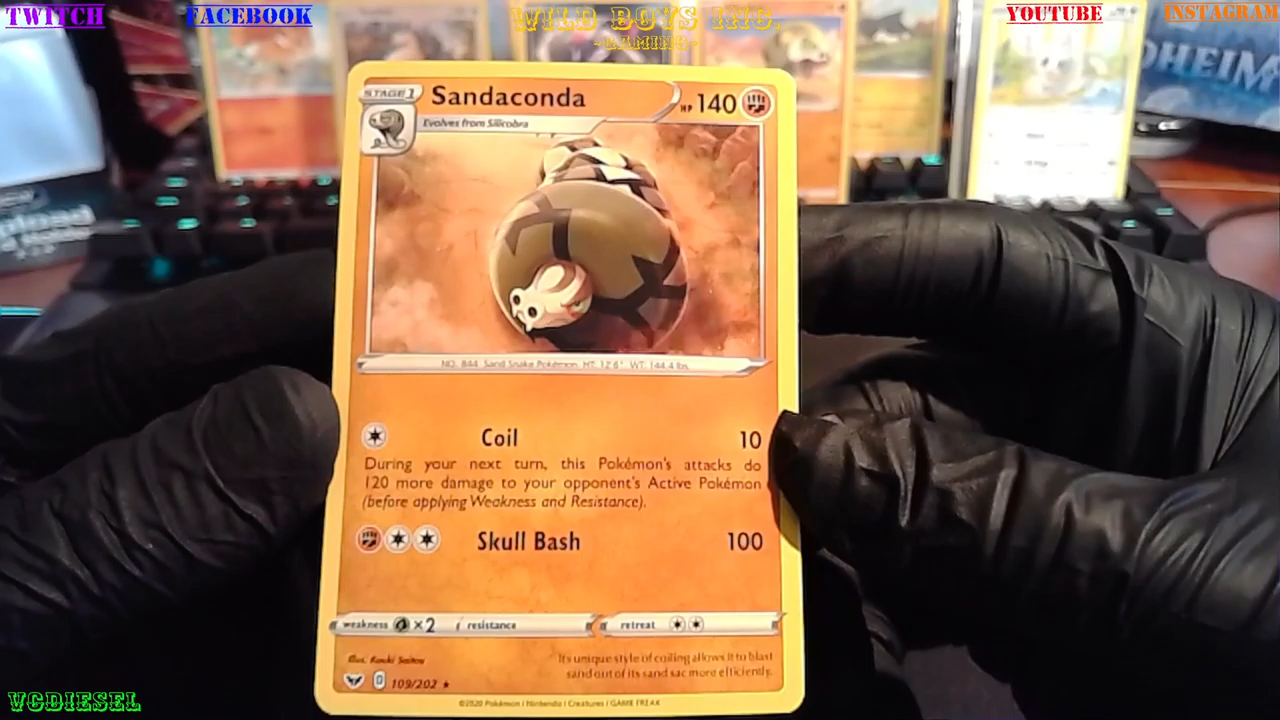 TWITCH
FACEBOOK
WILD BOYS INC.
-GAMING-
YOUTUBE
INSTAGRAM
DHEIM
STAGE 1
Sandaconda
HP 140
Evolves from Silicobra
NO. 844 Sand Snake Pokémon HT: 12'6" WT: 144.4 lbs.
Coil 10
During your next turn, this Pokémon's attacks do
120 more damage to your opponent's Active Pokémon
(before applying Weakness and Resistance).
Skull Bash 100
weakness ×2 resistance retreat
Illus. Kouki Saitou
Its unique style of coiling allows it to blast
sand out of its sand sac more efficiently.
D 109/202 ★
©2020 Pokémon / Nintendo / Creatures / GAME FREAK
VGDIESEL